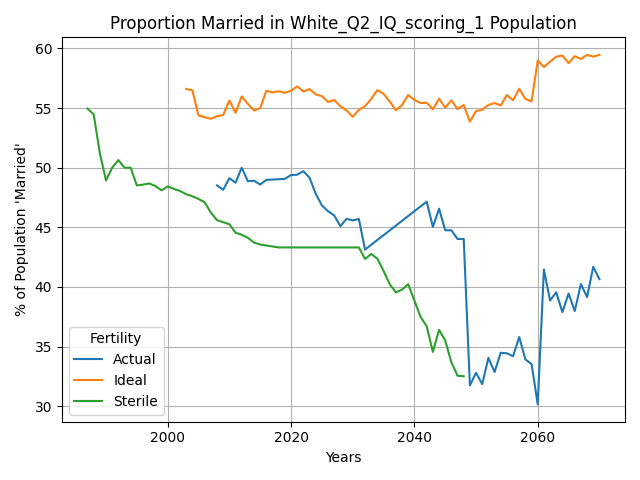 Proportion Married in White_Q2_IQ_scoring_1 Population
% of Population 'Married'
60
55
50
45
40
35
30
Fertility
Actual
Ideal
Sterile
2000
2020
2040
2060
Years